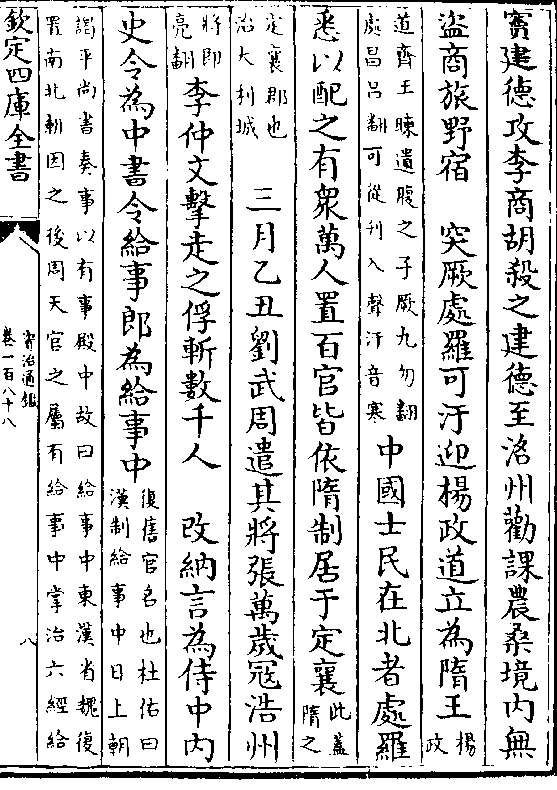 竇建德攻李商胡殺之建德至洺州勸課農桑境内無
盜商旅野宿　突厥處羅可汗迎楊政道立為隋王楊政
道齊王暕遺腹之子厥九勿翻
處昌呂翻可從刋入聲汗音寒
中國士民在北者處羅
悉以配之有衆萬人置百官皆依隋制居于定襄此蓋
隋之
定襄郡也
治大利城
三月乙丑劉武周遣其將張萬歲寇浩州
將即
亮翻
李仲文擊走之俘斬數千人　改納言為侍中内
史令為中書令給事郎為給事中
復舊官名也杜佑曰
漢制給事中日上朝
謁平尚書奏事以有事殿中故曰給事中東漢省魏復
置南北朝因之後周天官之屬有給事中掌治六經給
欽定四庫全書
資治通鑑
卷一百八十八
八